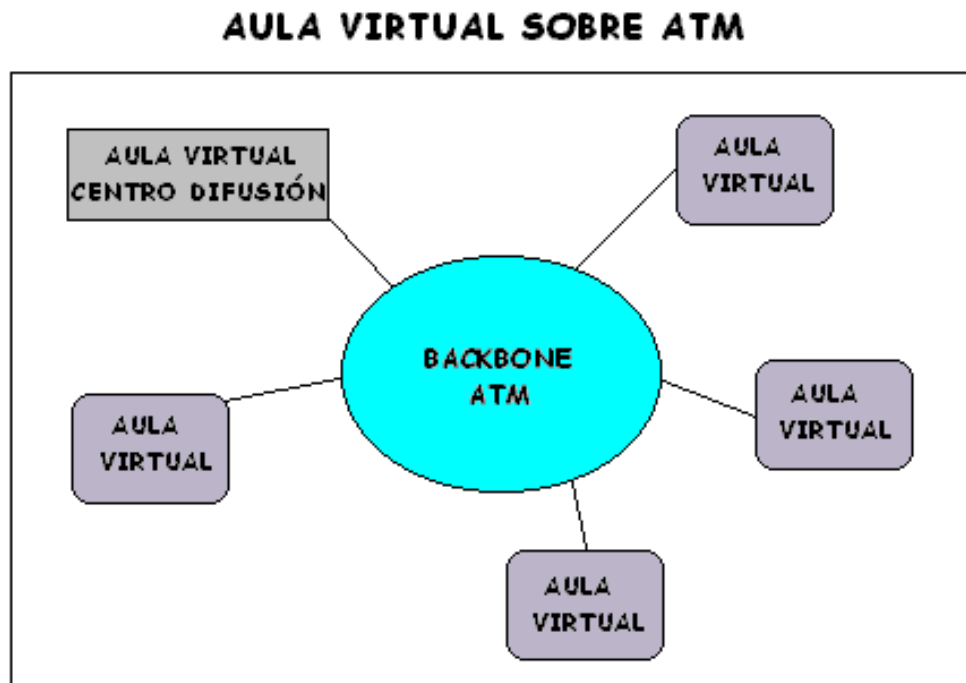 AULA VIRTUAL SOBRE ATM
AULA VIRTUAL
CENTRO DIFUSIÓN
AULA
VIRTUAL
BACKBONE
ATM
AULA
VIRTUAL
AULA
VIRTUAL
AULA
VIRTUAL